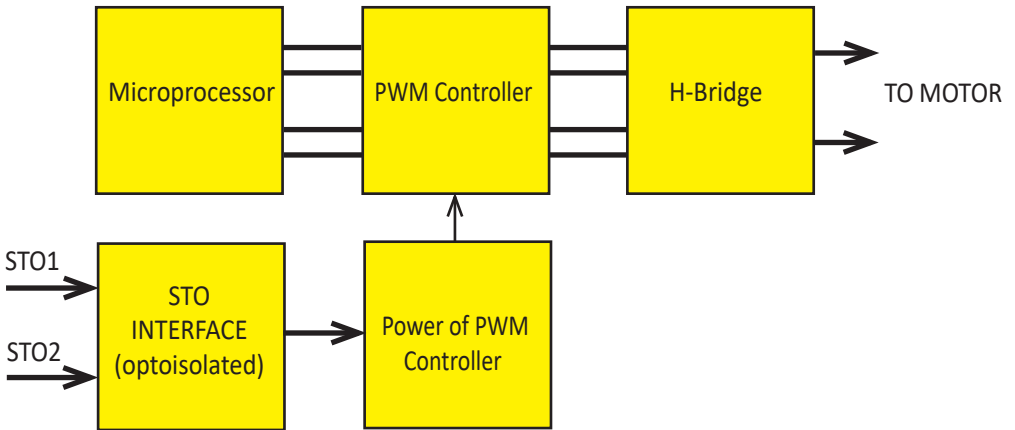 Microprocessor
PWM Controller
H-Bridge
TO MOTOR
STO1
STO2
STO
INTERFACE
(optoisolated)
Power of PWM
Controller